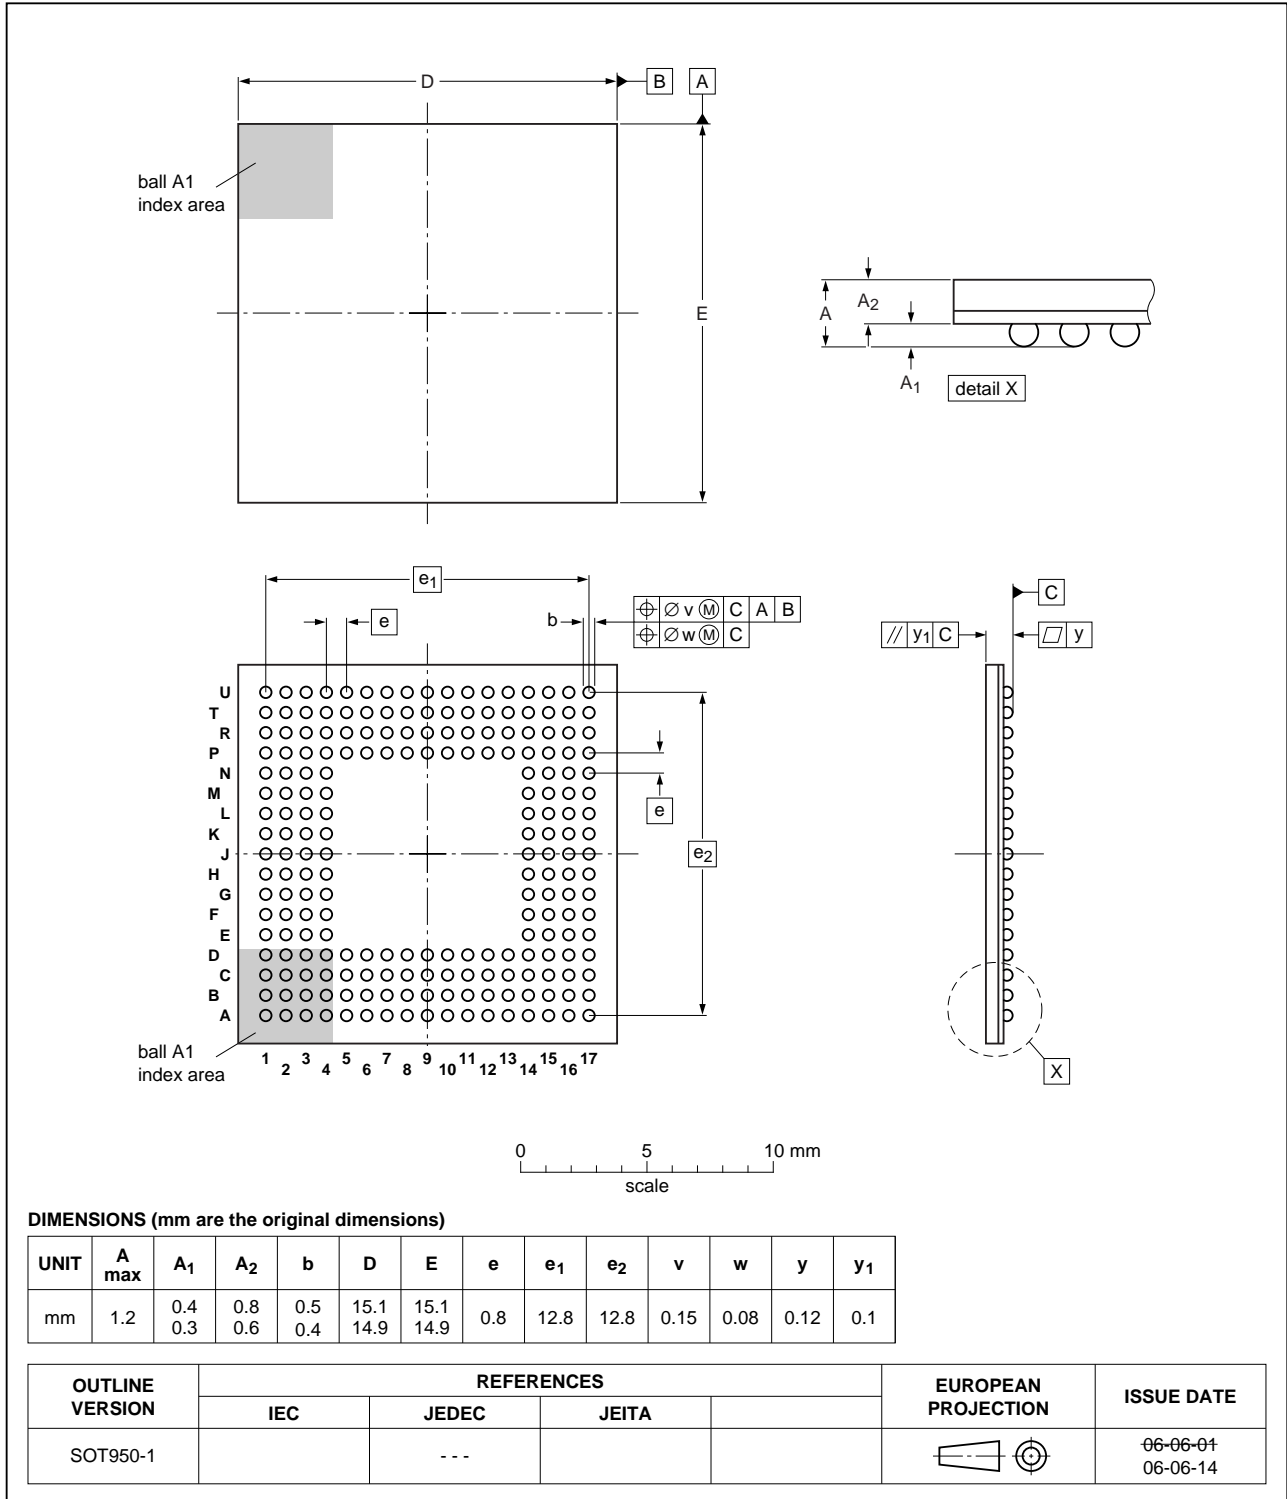 D
B A
ball A1
index area
E
A
A2
A1
detail X
e1
e
b
⌖ ∅ v Ⓜ C A B
⌖ ∅ w Ⓜ C
C
// y1 C
▱ y
U
T
R
P
N
M
L
K
J
H
G
F
E
D
C
B
A
e
e2
ball A1
index area
1 2 3 4 5 6 7 8 9 10 11 12 13 14 15 16 17
X
0 5 10 mm
scale
DIMENSIONS (mm are the original dimensions)
UNIT A max A1 A2 b D E e e1 e2 v w y y1
mm 1.2 0.4 0.3 0.8 0.6 0.5 0.4 15.1 14.9 15.1 14.9 0.8 12.8 12.8 0.15 0.08 0.12 0.1
OUTLINE VERSION REFERENCES EUROPEAN PROJECTION ISSUE DATE
IEC JEDEC JEITA
SOT950-1 - - - 06-06-01
06-06-14